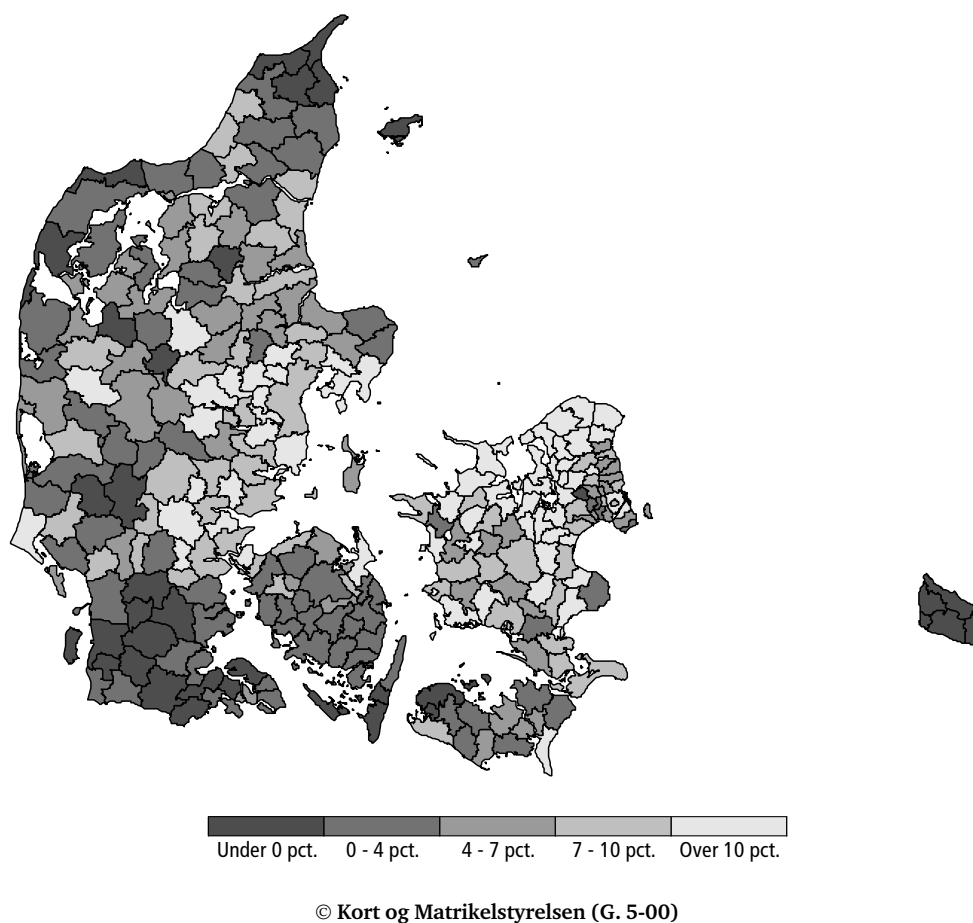 Under 0 pct. 0 - 4 pct. 4 - 7 pct. 7 - 10 pct. Over 10 pct.
© Kort og Matrikelstyrelsen (G. 5-00)